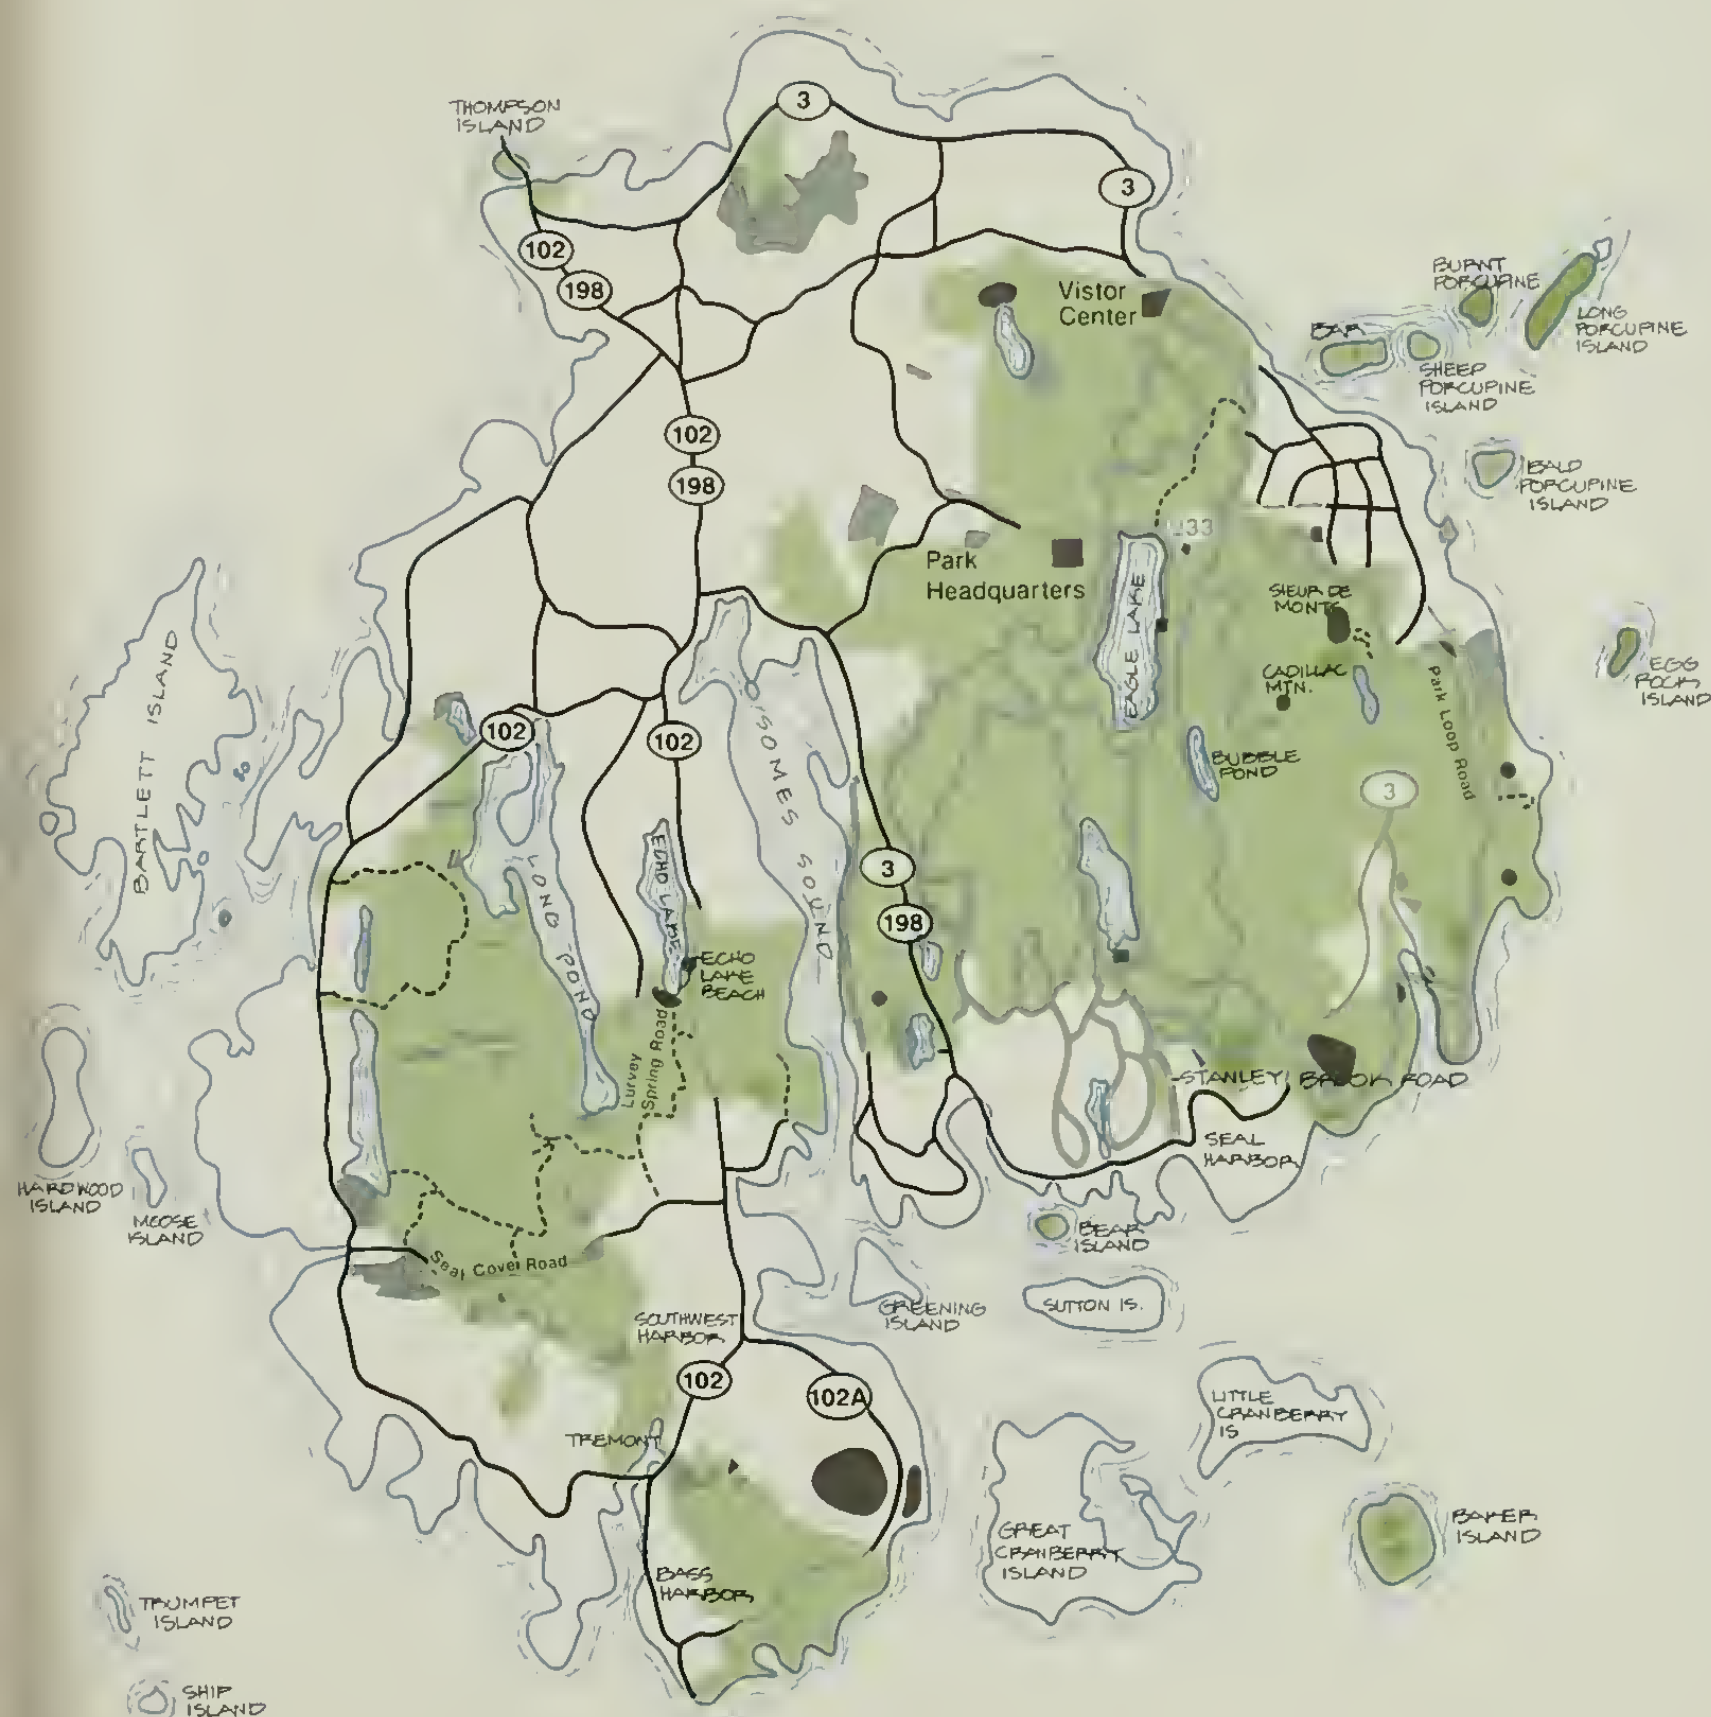 THOMPSON
ISLAND
3
3
102
198
Vistor
Center
BURNT
PORCUPINE
LONG
PORCUPINE
ISLAND
BAR
SHEEP
PORCUPINE
ISLAND
102
198
BALD
PORCUPINE
ISLAND
Park
Headquarters
EAGLE LAKE
SIEUR DE
MONTS
CADILLAC
MTN.
EGG
ROCK
ISLAND
Park Loop Road
BARTLETT ISLAND
102
102
SOMES SOUND
BUBBLE
POND
3
LONG POND
ECHO LAKE
3
198
ECHO
LAKE
BEACH
Lurvey
Spring Road
STANLEY BROOK ROAD
SEAL
HARBOR
HARDWOOD
ISLAND
MOOSE
ISLAND
BEAR
ISLAND
Seal Cover Road
GREENING
ISLAND
SUTTON IS.
SOUTHWEST
HARBOR
102
102A
LITTLE
CRANBERRY
IS
TREMONT
GREAT
CRANBERRY
ISLAND
BAKER
ISLAND
BASS
HARBOR
TRUMPET
ISLAND
SHIP
ISLAND